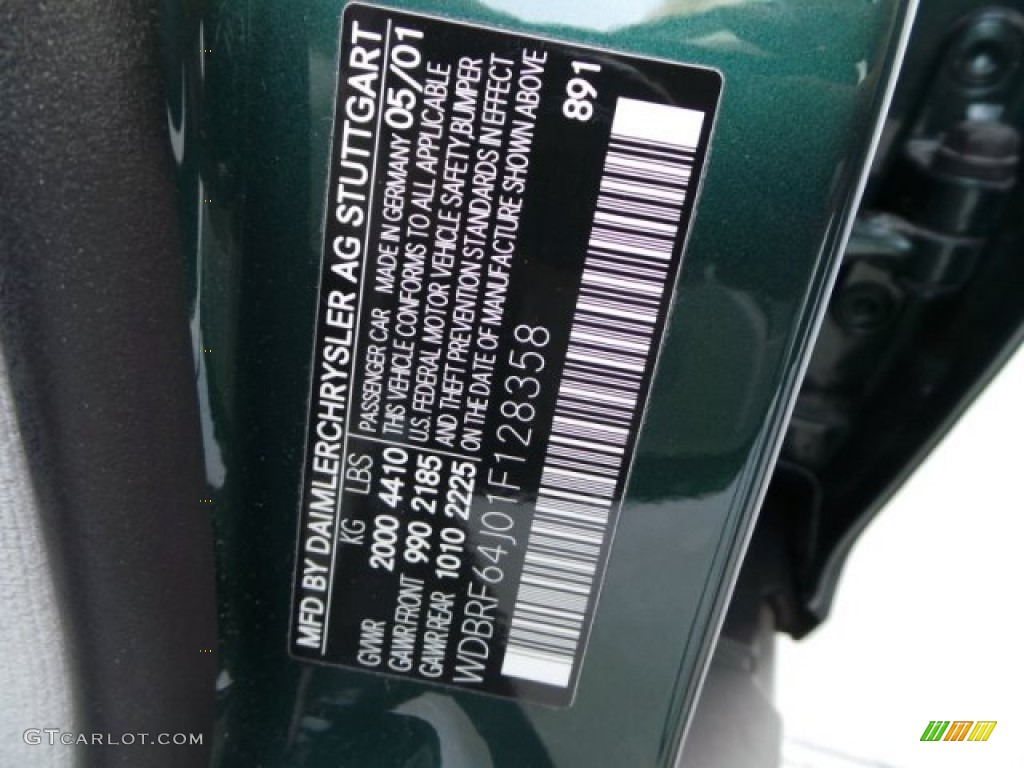 MFD BY DAIMLERCHRYSLER AG STUTTGART
KG LBS PASSENGER CAR MADE IN GERMANY 05/01
GVWR 2000 4410 THIS VEHICLE CONFORMS TO ALL APPLICABLE
GAWR FRONT 990 2185 U.S. FEDERAL MOTOR VEHICLE SAFETY, BUMPER
GAWR REAR 1010 2225 AND THEFT PREVENTION STANDARDS IN EFFECT
ON THE DATE OF MANUFACTURE SHOWN ABOVE
WDBRF64J01F128358
891
GTCARLOT.COM